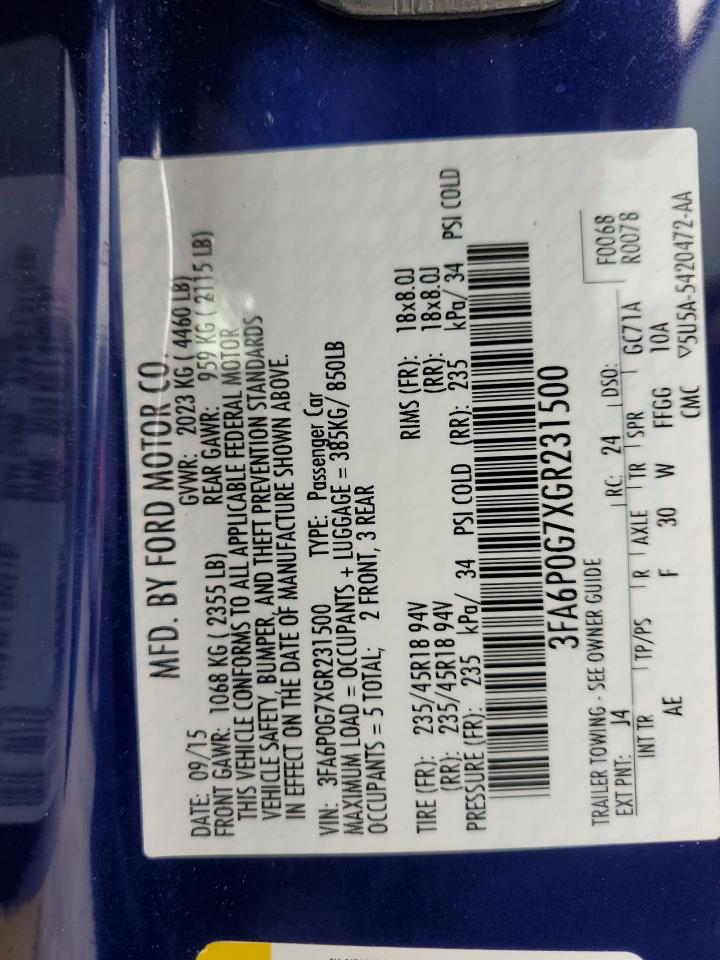 MFD. BY FORD MOTOR CO.
DATE: 09/15 GVWR: 2023 KG ( 4460 LB)
FRONT GAWR: 1068 KG ( 2355 LB) REAR GAWR: 959 KG ( 2115 LB)
THIS VEHICLE CONFORMS TO ALL APPLICABLE FEDERAL MOTOR
VEHICLE SAFETY, BUMPER, AND THEFT PREVENTION STANDARDS
IN EFFECT ON THE DATE OF MANUFACTURE SHOWN ABOVE.
VIN: 3FA6P0G7XGR231500 TYPE: Passenger Car
MAXIMUM LOAD = OCCUPANTS + LUGGAGE = 385KG/ 850LB
OCCUPANTS = 5 TOTAL; 2 FRONT, 3 REAR
TIRE (FR): 235/45R18 94V RIMS (FR): 18x8.0J
(RR): 235/45R18 94V (RR): 18x8.0J
PRESSURE (FR): 235 kPa/ 34 PSI COLD (RR): 235 kPa/ 34 PSI COLD
3FA6P0G7XGR231500
TRAILER TOWING - SEE OWNER GUIDE F0068
EXT PNT: J4 RC: 24 DSO: R0078
INT TR TP/PS R AXLE TR SPR GC71A
AE F 30 W FFGG 10A
CMC ▽5U5A-5420472-AA